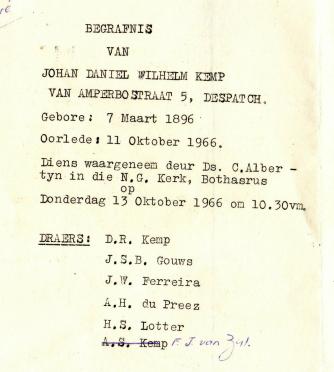 BEGRAFNIS
VAN
JOHAN DANIEL WILHELM KEMP
VAN AMPERBOSTRAAT 5, DESPATCH.
Gebore: 7 Maart 1896
Oorlede: 11 Oktober 1966.
Diens waargeneem deur Ds. C.Alber -
tyn in die N.G. Kerk, Bothasrus
op
Donderdag 13 Oktober 1966 om 10.30vm.
DRAERS: D.R. Kemp
J.S.B. Gouws
J.W. Ferreira
A.H. du Preez
H.S. Lotter
A.S. Kemp F. J. van Zyl.